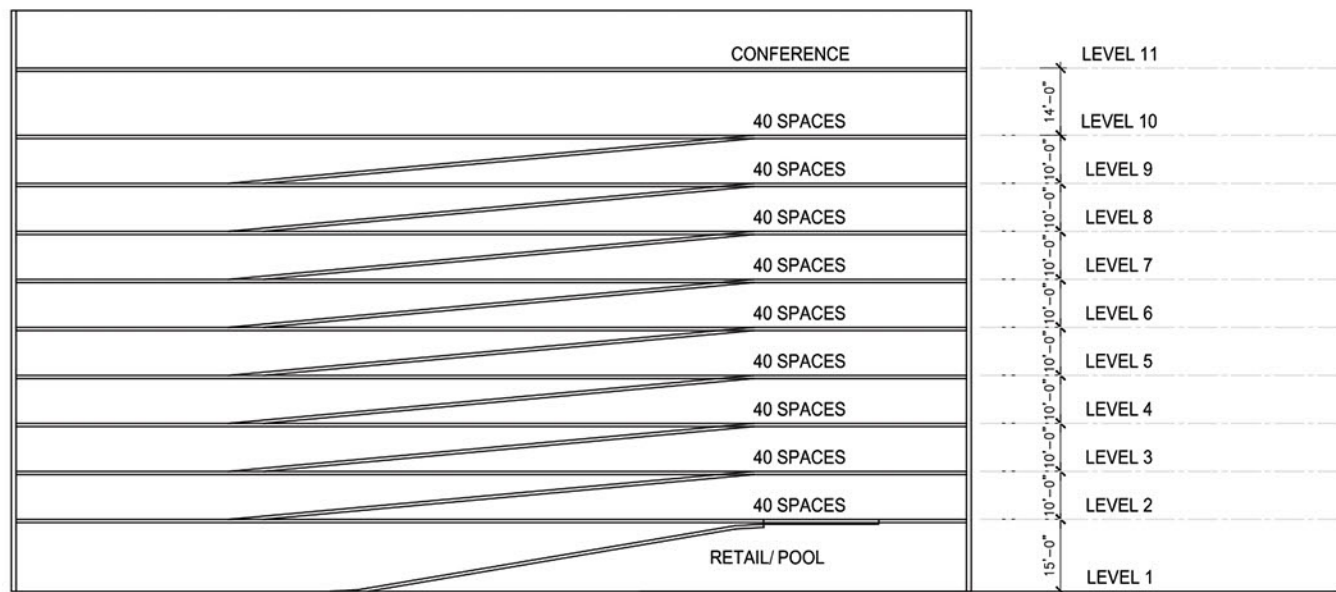 CONFERENCE LEVEL 11
14'-0"
40 SPACES LEVEL 10
10'-0"
40 SPACES LEVEL 9
10'-0"
40 SPACES LEVEL 8
10'-0"
40 SPACES LEVEL 7
10'-0"
40 SPACES LEVEL 6
10'-0"
40 SPACES LEVEL 5
10'-0"
40 SPACES LEVEL 4
10'-0"
40 SPACES LEVEL 3
10'-0"
40 SPACES LEVEL 2
RETAIL/ POOL
15'-0"
LEVEL 1